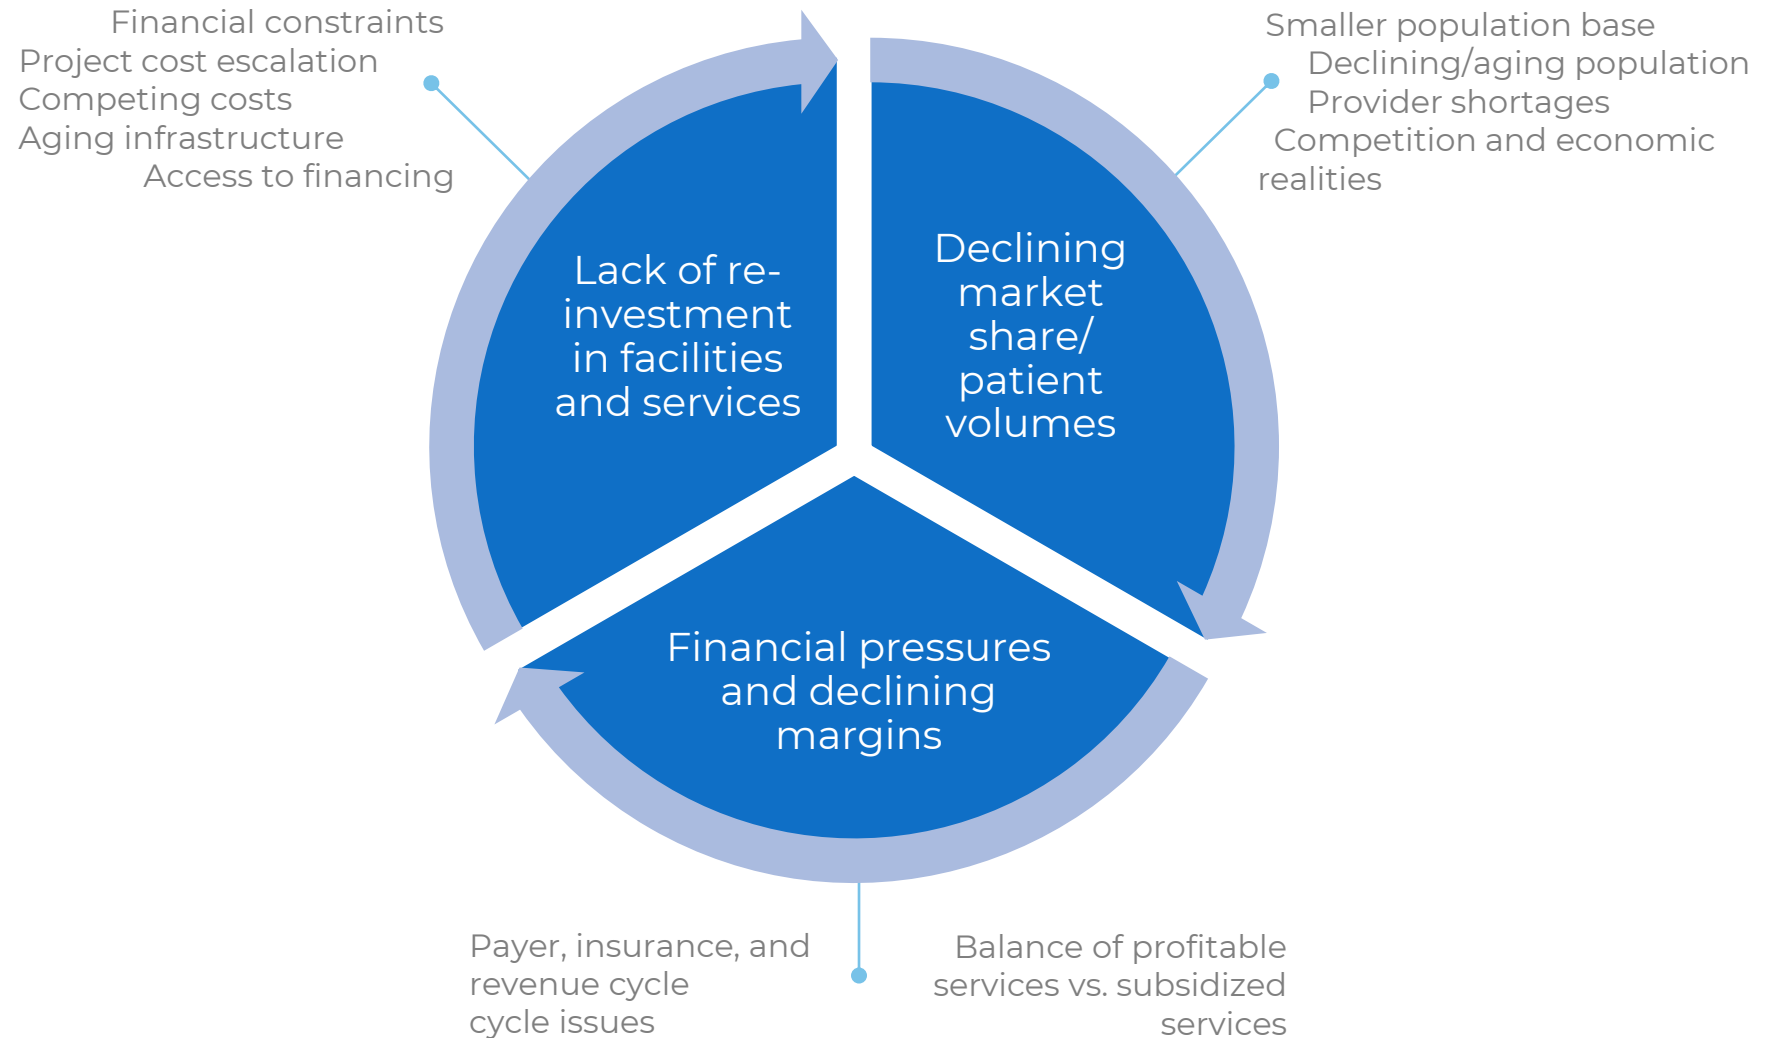 Financial constraints
Project cost escalation
Competing costs
Aging infrastructure
Access to financing
Smaller population base
Declining/aging population
Provider shortages
Competition and economic
realities
Lack of re-
investment
in facilities
and services
Declining
market
share/
patient
volumes
Financial pressures
and declining
margins
Payer, insurance, and
revenue cycle
cycle issues
Balance of profitable
services vs. subsidized
services